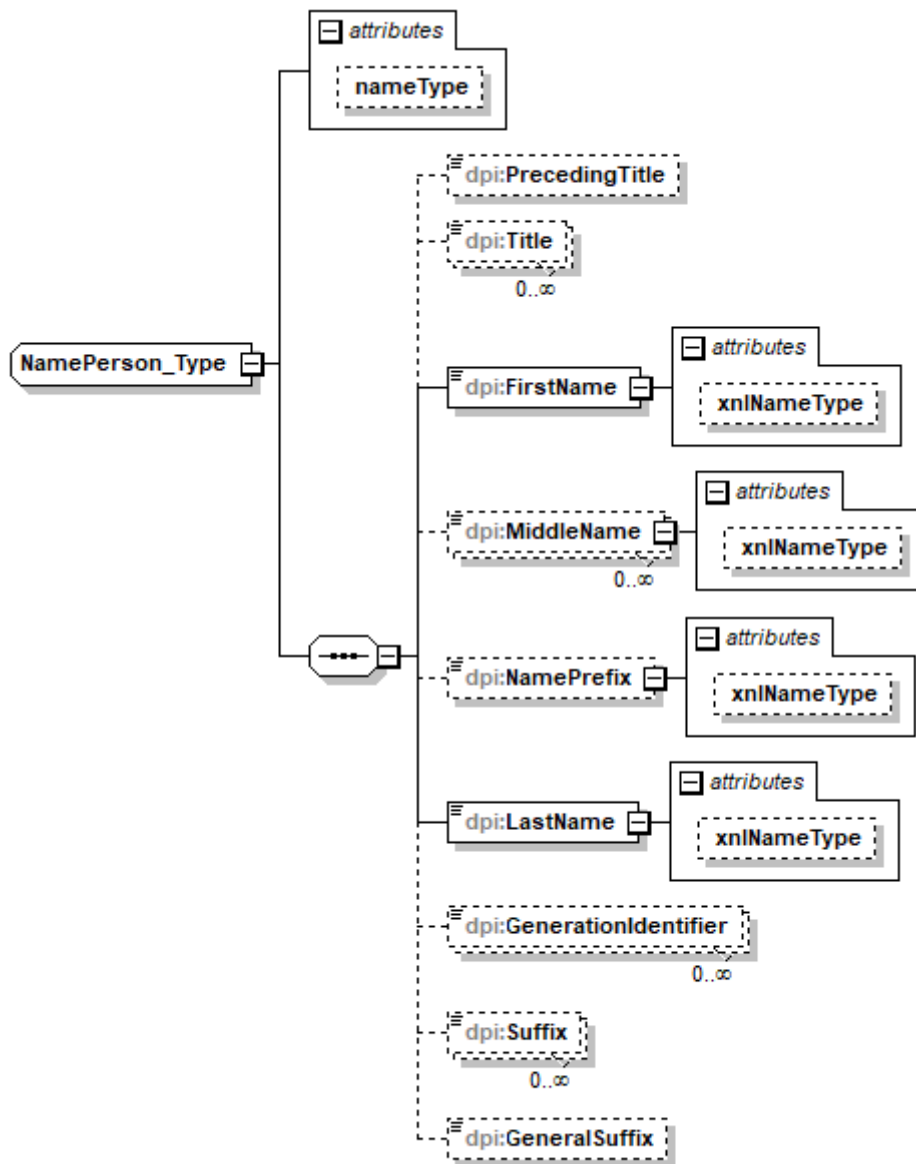 attributes
nameType
dpi:PrecedingTitle
dpi:Title
0..∞
NamePerson_Type
attributes
dpi:FirstName
xnlNameType
attributes
dpi:MiddleName
xnlNameType
0..∞
attributes
dpi:NamePrefix
xnlNameType
attributes
dpi:LastName
xnlNameType
dpi:GenerationIdentifier
0..∞
dpi:Suffix
0..∞
dpi:GeneralSuffix